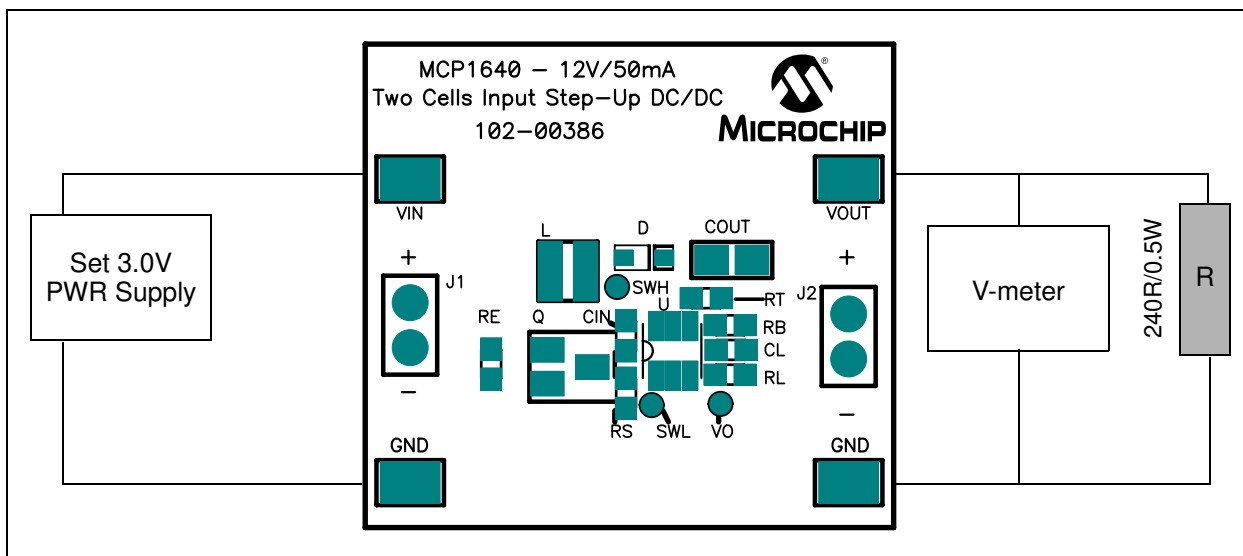 MCP1640 – 12V/50mA
Two Cells Input Step–Up DC/DC
102–00386
MICROCHIP
®
VIN
VOUT
Set 3.0V
PWR Supply
+
J1
−
GND
L
D
COUT
SWH
U
RT
RE
Q
CIN
RB
CL
RL
RS
SWL
VO
+
J2
−
GND
V-meter
240R/0.5W
R